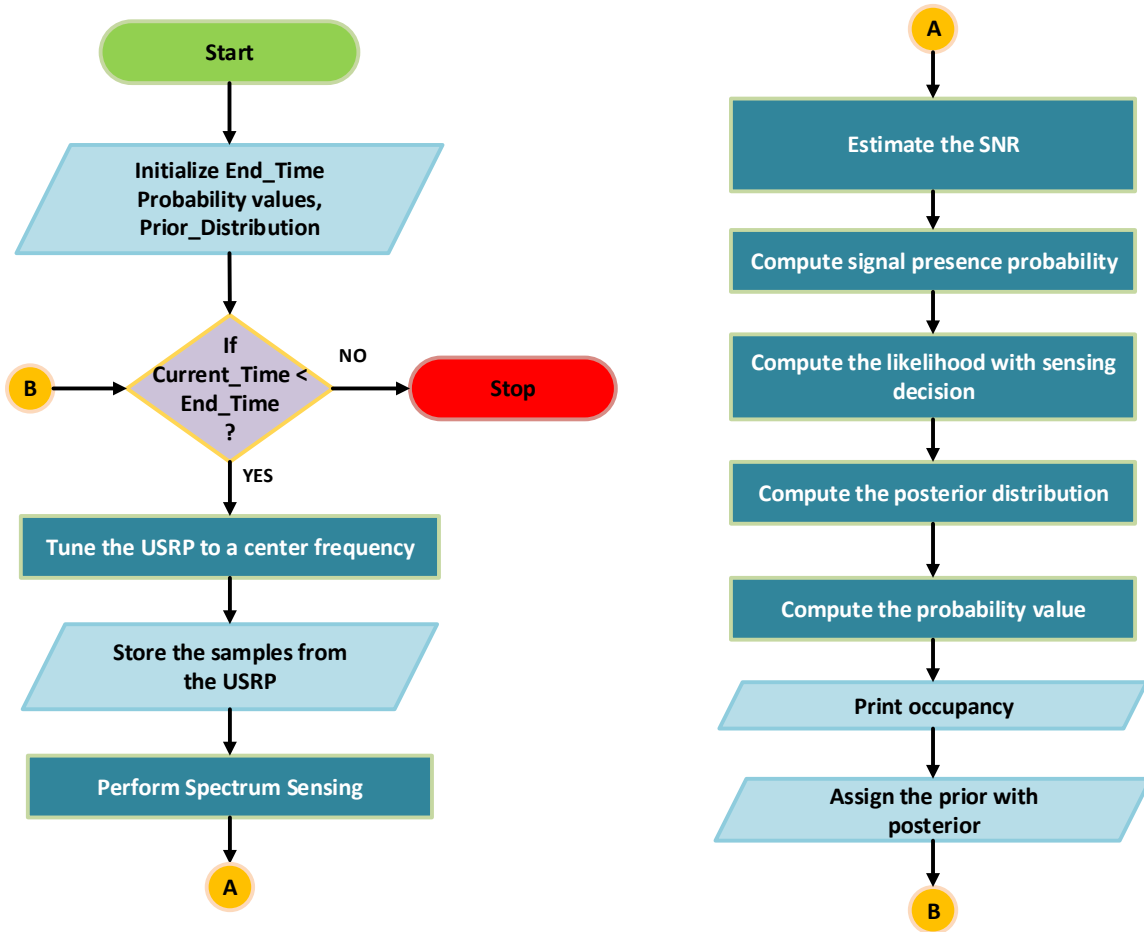 Start
Initialize End_Time
Probability values,
Prior_Distribution
B
If
Current_Time <
End_Time
?
NO
Stop
YES
Tune the USRP to a center frequency
Store the samples from
the USRP
Perform Spectrum Sensing
A
A
Estimate the SNR
Compute signal presence probability
Compute the likelihood with sensing
decision
Compute the posterior distribution
Compute the probability value
Print occupancy
Assign the prior with
posterior
B